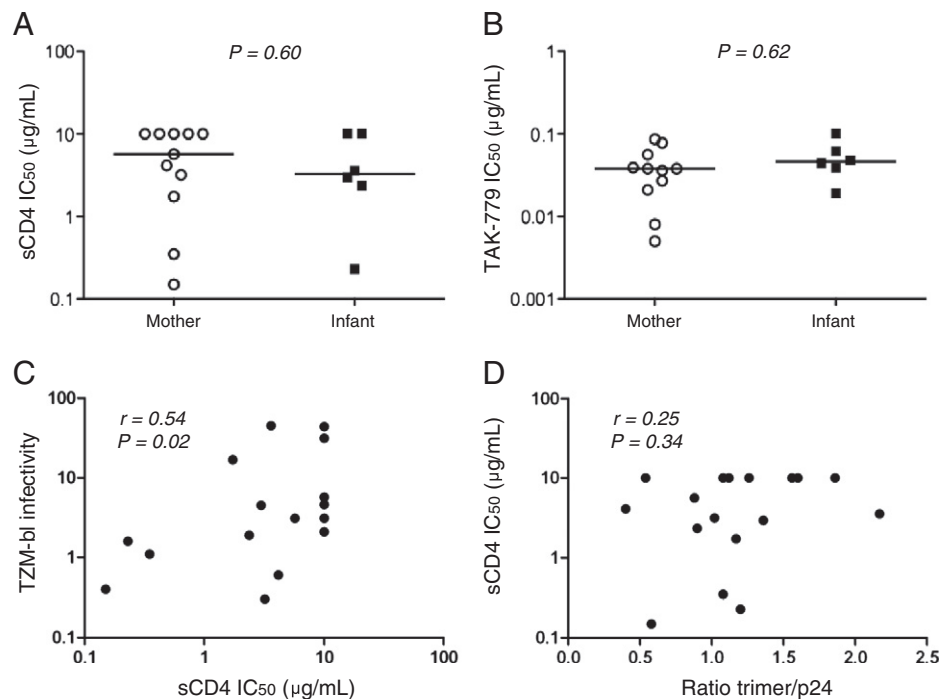 A
sCD4 IC50 (µg/mL)
100
10
1
0.1
P = 0.60
Mother
Infant
B
TAK-779 IC50 (µg/mL)
1
0.1
0.01
0.001
P = 0.62
Mother
Infant
C
TZM-bl infectivity
100
10
1
0.1
r = 0.54
P = 0.02
0.1
1
10
100
sCD4 IC50 (µg/mL)
D
sCD4 IC50 (µg/mL)
100
10
1
0.1
r = 0.25
P = 0.34
0.0
0.5
1.0
1.5
2.0
2.5
Ratio trimer/p24